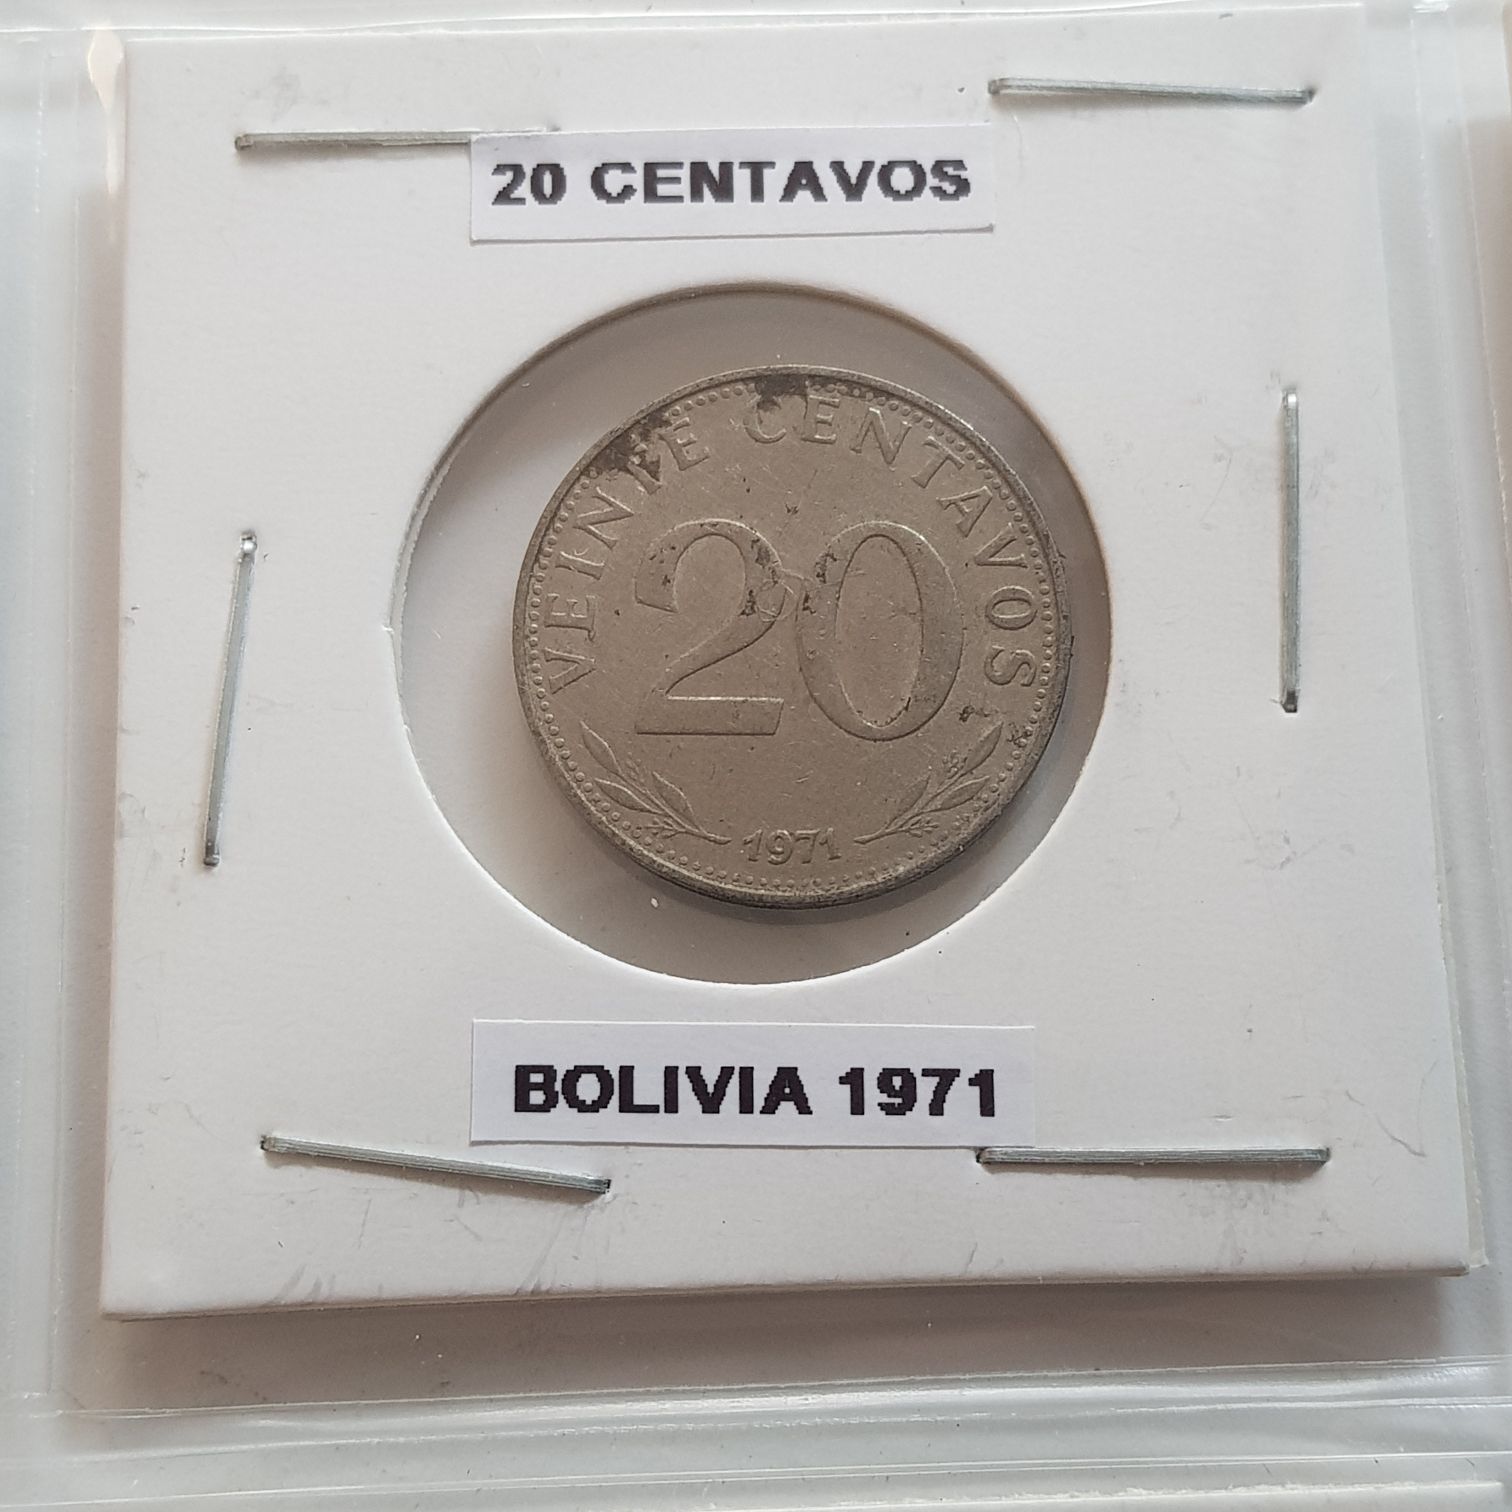 20 CENTAVOS
VEINTE CENTAVOS
20
1971
BOLIVIA 1971